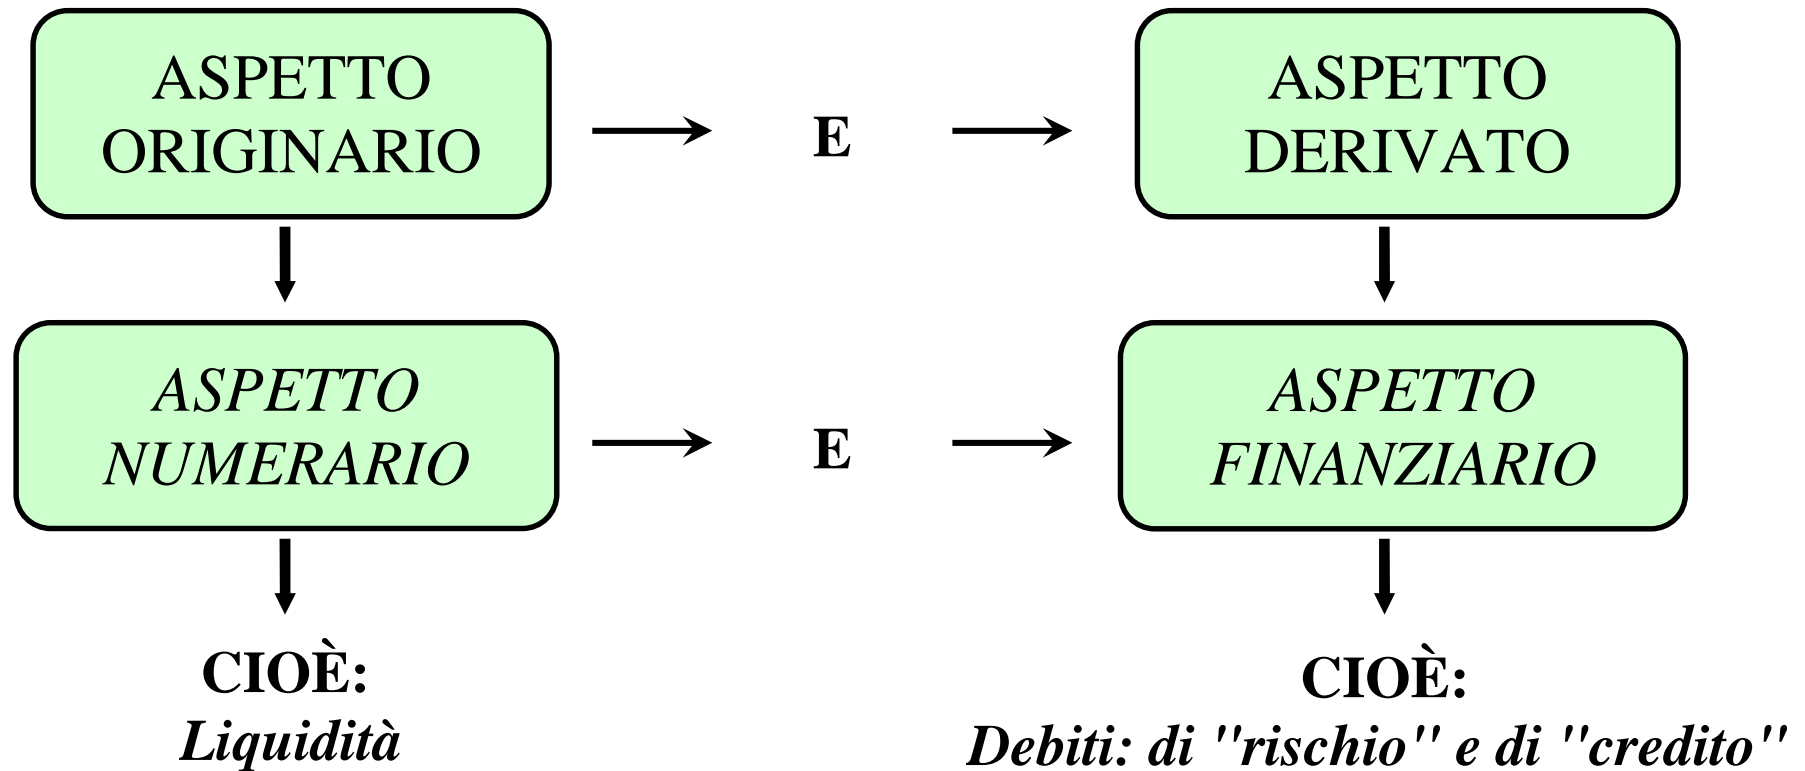 ASPETTO
ORIGINARIO
E
ASPETTO
DERIVATO
ASPETTO
NUMERARIO
E
ASPETTO
FINANZIARIO
CIOÈ:
Liquidità
CIOÈ:
Debiti: di "rischio" e di "credito"